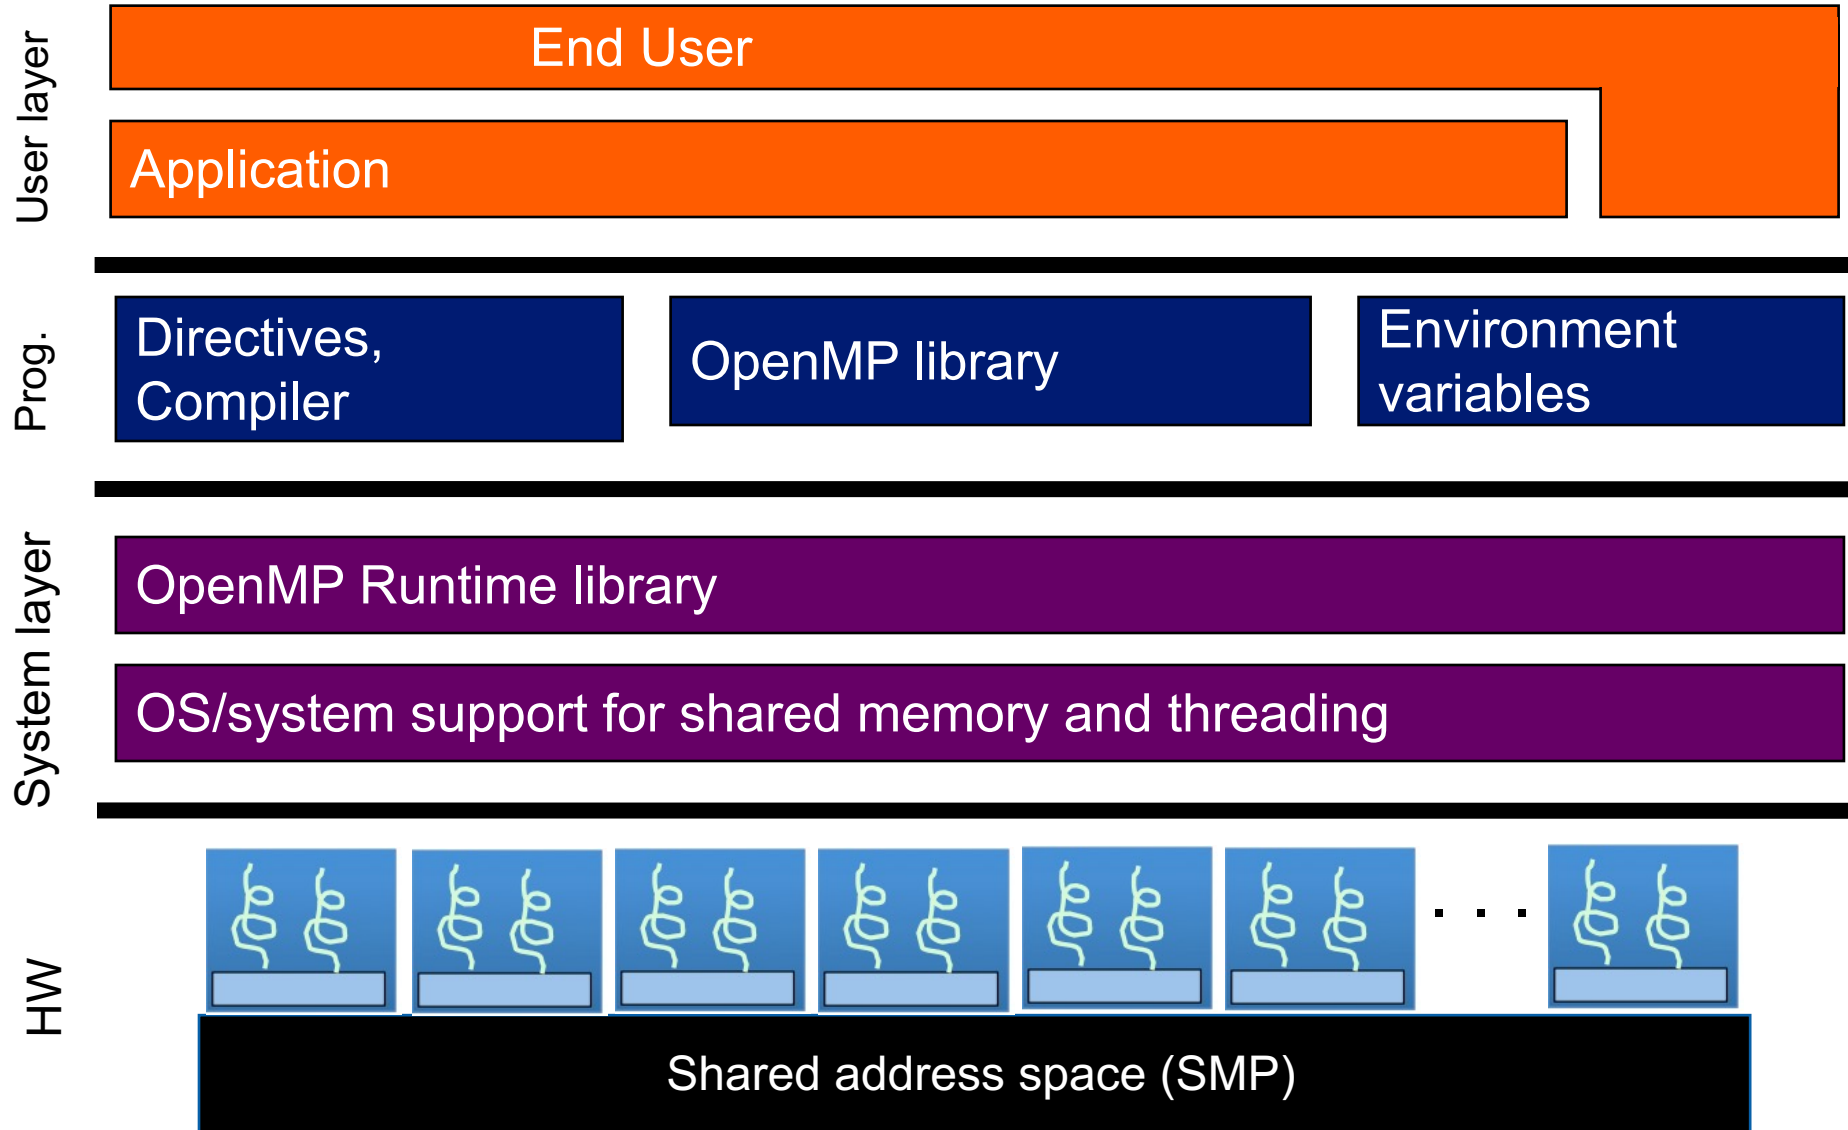 User layer
End User
Application
Prog.
Directives,
Compiler
OpenMP library
Environment
variables
System layer
OpenMP Runtime library
OS/system support for shared memory and threading
HW
. . .
Shared address space (SMP)